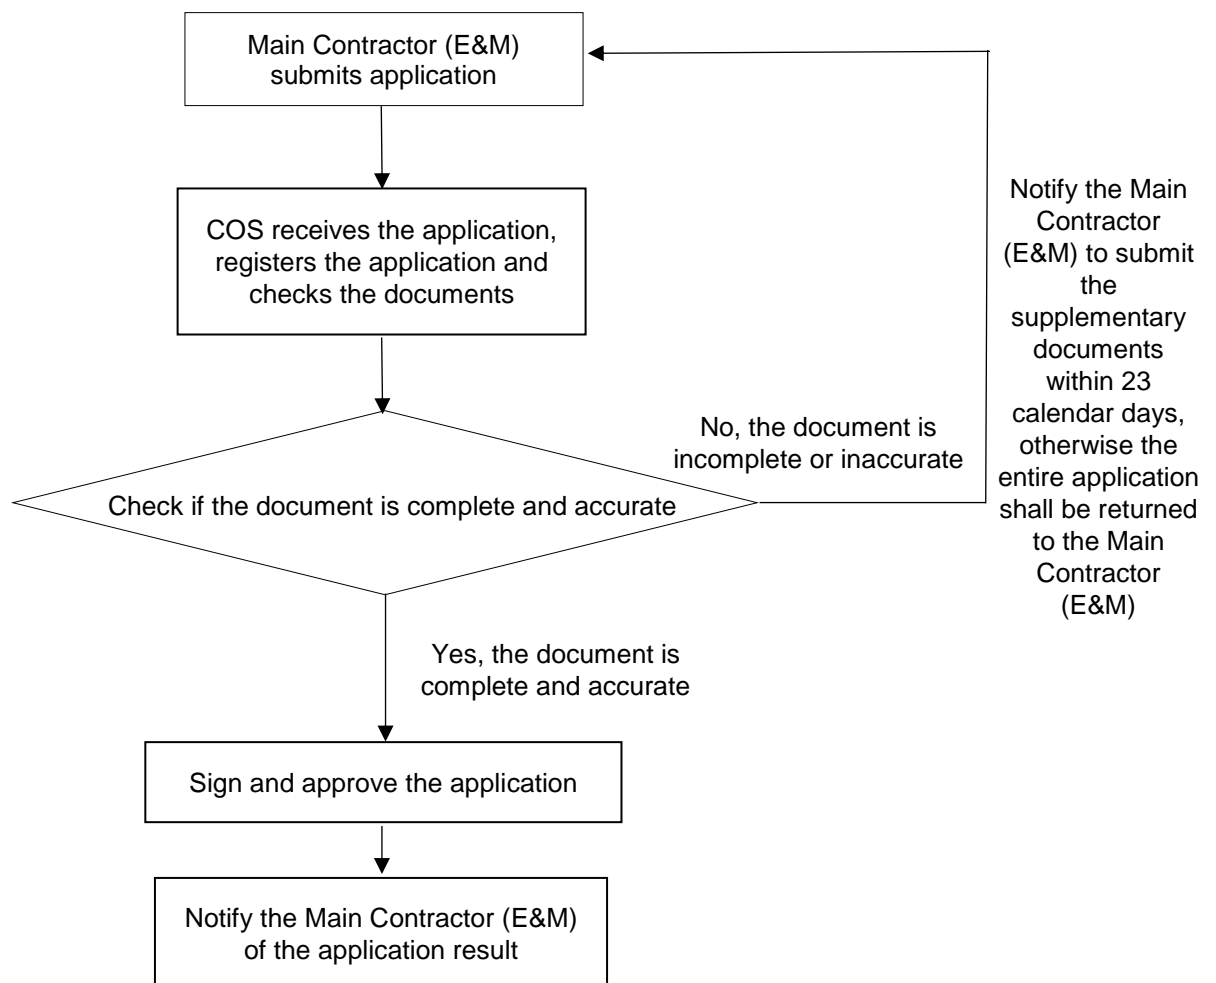 Main Contractor (E&M)
submits application
COS receives the application,
registers the application and
checks the documents
Check if the document is complete and accurate
No, the document is
incomplete or inaccurate
Notify the Main
Contractor
(E&M) to submit
the
supplementary
documents
within 23
calendar days,
otherwise the
entire application
shall be returned
to the Main
Contractor
(E&M)
Yes, the document is
complete and accurate
Sign and approve the application
Notify the Main Contractor (E&M)
of the application result